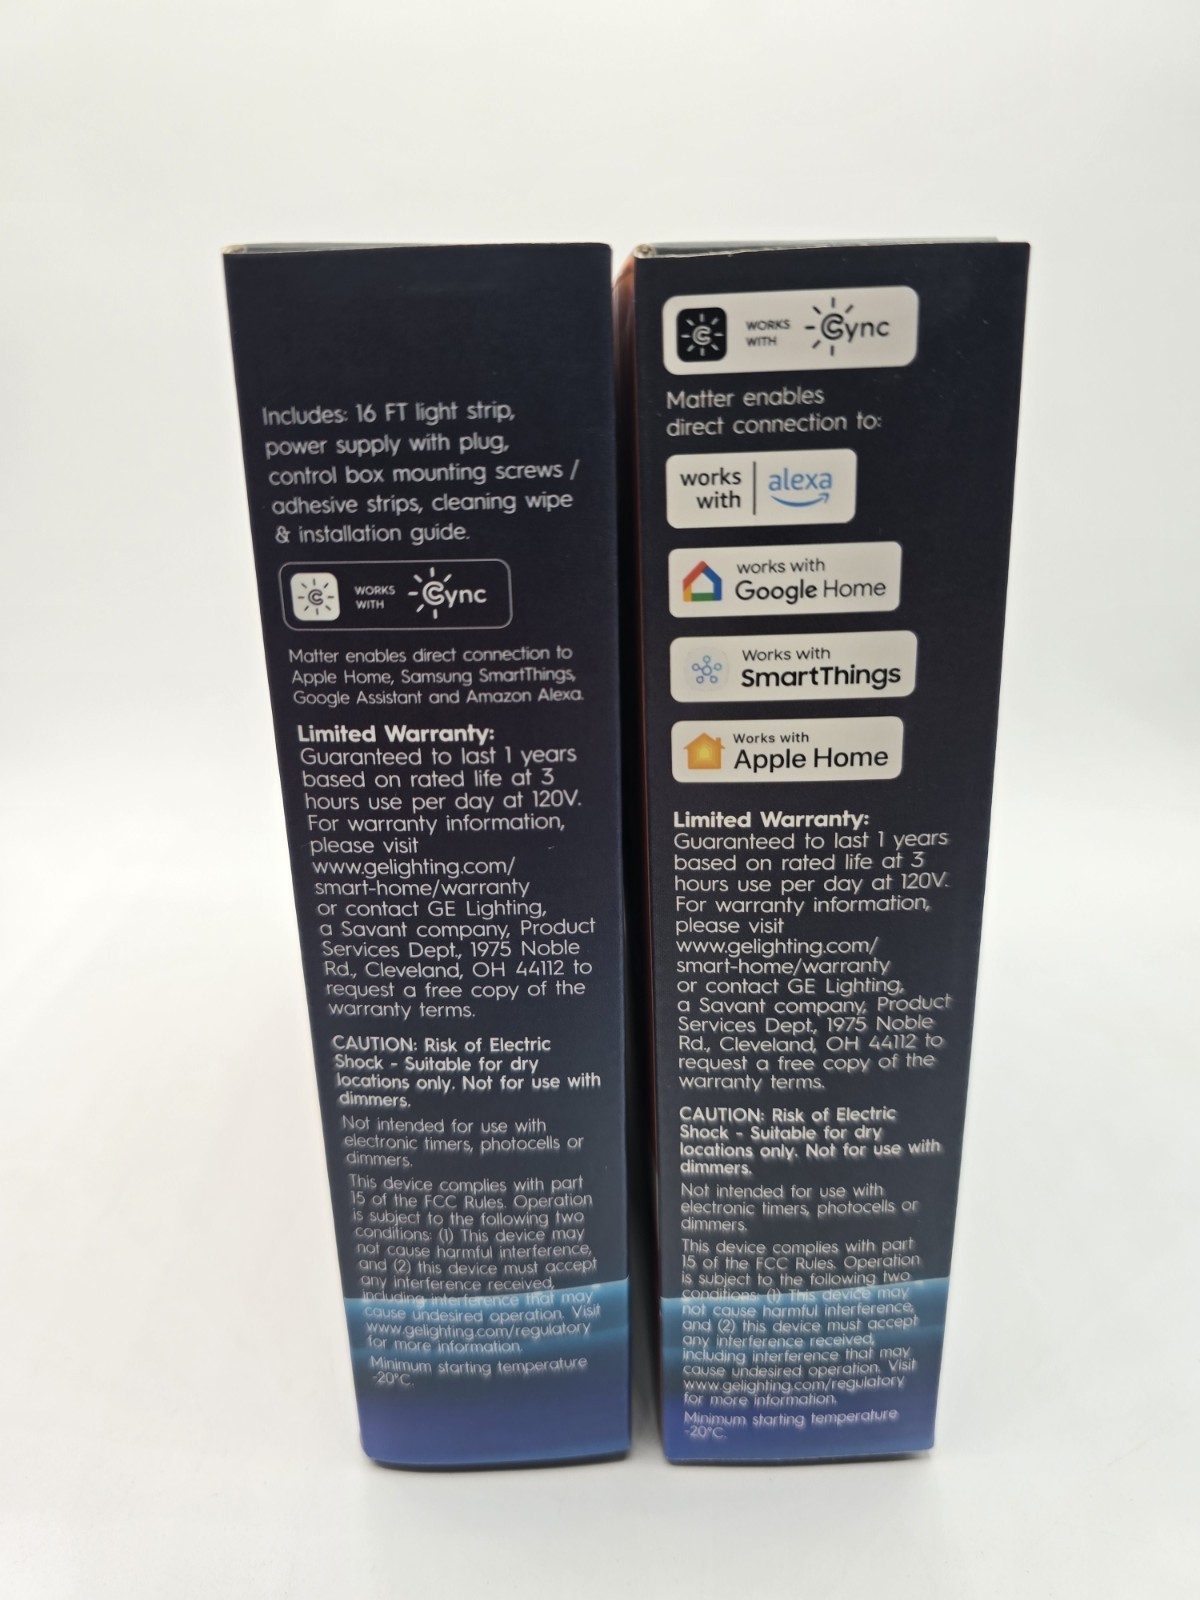 Includes: 16 FT light strip,
power supply with plug,
control box mounting screws /
adhesive strips, cleaning wipe
& installation guide.
C
WORKS
WITH
Cync
Matter enables direct connection to
Apple Home, Samsung SmartThings,
Google Assistant and Amazon Alexa.
Limited Warranty:
Guaranteed to last 1 years
based on rated life at 3
hours use per day at 120V.
For warranty information,
please visit
www.gelighting.com/
smart-home/warranty
or contact GE Lighting,
a Savant company, Product
Services Dept., 1975 Noble
Rd., Cleveland, OH 44112 to
request a free copy of the
warranty terms.
CAUTION: Risk of Electric
Shock - Suitable for dry
locations only. Not for use with
dimmers.
Not intended for use with
electronic timers, photocells or
dimmers.
This device complies with part
15 of the FCC Rules. Operation
is subject to the following two
conditions: (1) This device may
not cause harmful interference,
and (2) this device must accept
any interference received,
including interference that may
cause undesired operation. Visit
www.gelighting.com/regulatory
for more information.
Minimum starting temperature
-20°C.
C
WORKS
WITH
Cync
Matter enables
direct connection to:
works
with
alexa
works with
Google Home
Works with
SmartThings
Works with
Apple Home
Limited Warranty:
Guaranteed to last 1 years
based on rated life at 3
hours use per day at 120V.
For warranty information,
please visit
www.gelighting.com/
smart-home/warranty
or contact GE Lighting,
a Savant company, Product
Services Dept., 1975 Noble
Rd., Cleveland, OH 44112 to
request a free copy of the
warranty terms.
CAUTION: Risk of Electric
Shock - Suitable for dry
locations only. Not for use with
dimmers.
Not intended for use with
electronic timers, photocells or
dimmers.
This device complies with part
15 of the FCC Rules. Operation
is subject to the following two
conditions: (1) This device may
not cause harmful interference,
and (2) this device must accept
any interference received,
including interference that may
cause undesired operation. Visit
www.gelighting.com/regulatory
for more information.
Minimum starting temperature
-20°C.